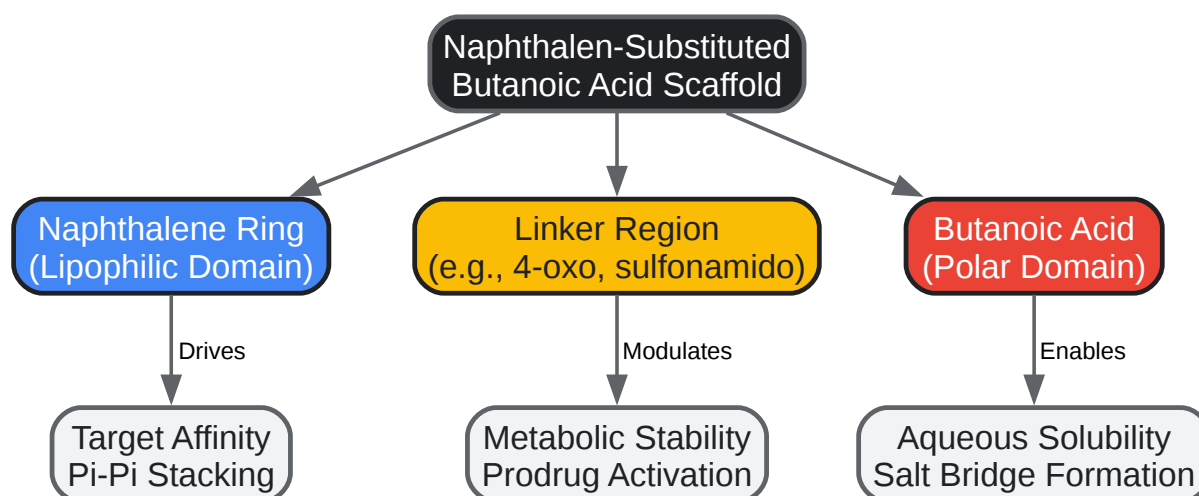 Naphthalen-Substituted
Butanoic Acid Scaffold
Naphthalene Ring
(Lipophilic Domain)
Linker Region
(e.g., 4-oxo, sulfonamido)
Butanoic Acid
(Polar Domain)
Drives
Modulates
Enables
Target Affinity
Pi-Pi Stacking
Metabolic Stability
Prodrug Activation
Aqueous Solubility
Salt Bridge Formation